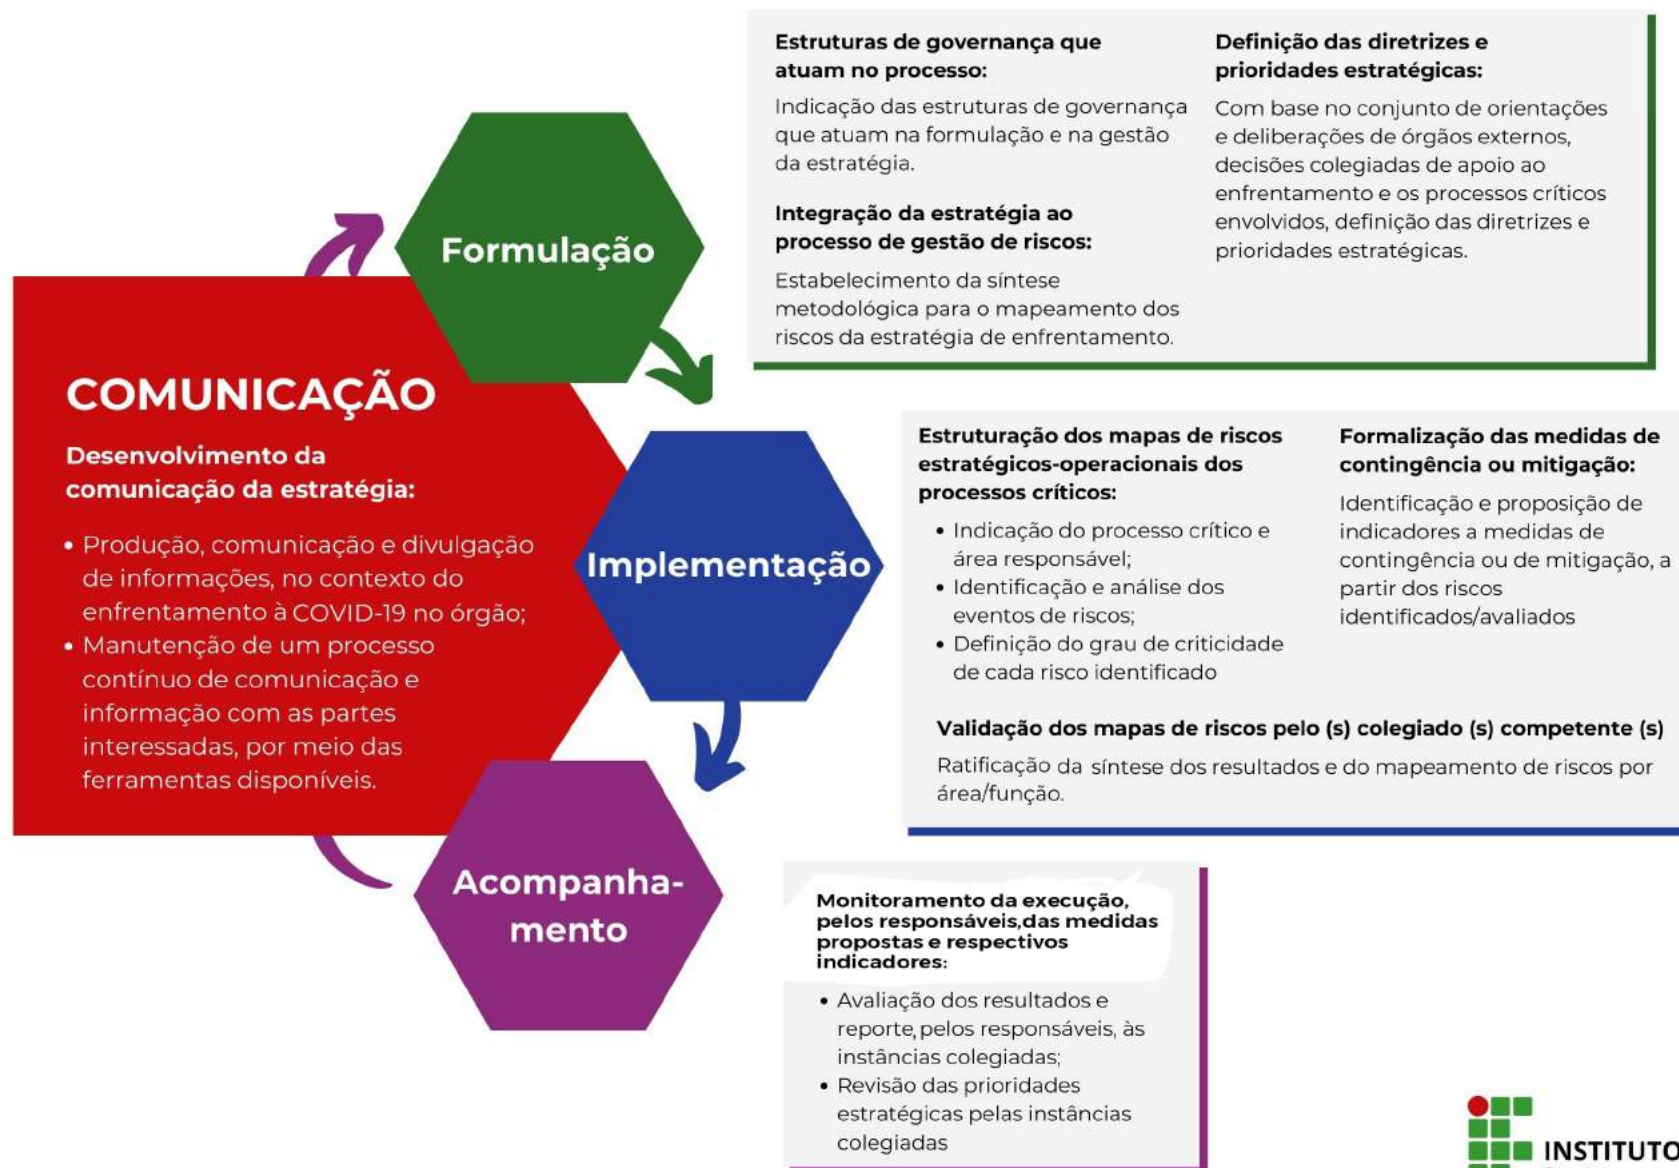 Estruturas de governança que
atuam no processo:
Indicação das estruturas de governança
que atuam na formulação e na gestão
da estratégia.
Integração da estratégia ao
processo de gestão de riscos:
Estabelecimento da síntese
metodológica para o mapeamento dos
riscos da estratégia de enfrentamento.
Definição das diretrizes e
prioridades estratégicas:
Com base no conjunto de orientações
e deliberações de órgãos externos,
decisões colegiadas de apoio ao
enfrentamento e os processos críticos
envolvidos, definição das diretrizes e
prioridades estratégicas.
Formulação
COMUNICAÇÃO
Desenvolvimento da
comunicação da estratégia:
• Produção, comunicação e divulgação
de informações, no contexto do
enfrentamento à COVID-19 no órgão;
• Manutenção de um processo
contínuo de comunicação e
informação com as partes
interessadas, por meio das
ferramentas disponíveis.
Implementação
Estruturação dos mapas de riscos
estratégicos-operacionais dos
processos críticos:
• Indicação do processo crítico e
área responsável;
• Identificação e análise dos
eventos de riscos;
• Definição do grau de criticidade
de cada risco identificado
Formalização das medidas de
contingência ou mitigação:
Identificação e proposição de
indicadores a medidas de
contingência ou de mitigação, a
partir dos riscos
identificados/avaliados
Validação dos mapas de riscos pelo (s) colegiado (s) competente (s)
Ratificação da síntese dos resultados e do mapeamento de riscos por
área/função.
Acompanha-
mento
Monitoramento da execução,
pelos responsáveis,das medidas
propostas e respectivos
indicadores:
• Avaliação dos resultados e
reporte, pelos responsáveis, às
instâncias colegiadas;
• Revisão das prioridades
estratégicas pelas instâncias
colegiadas
INSTITUTO